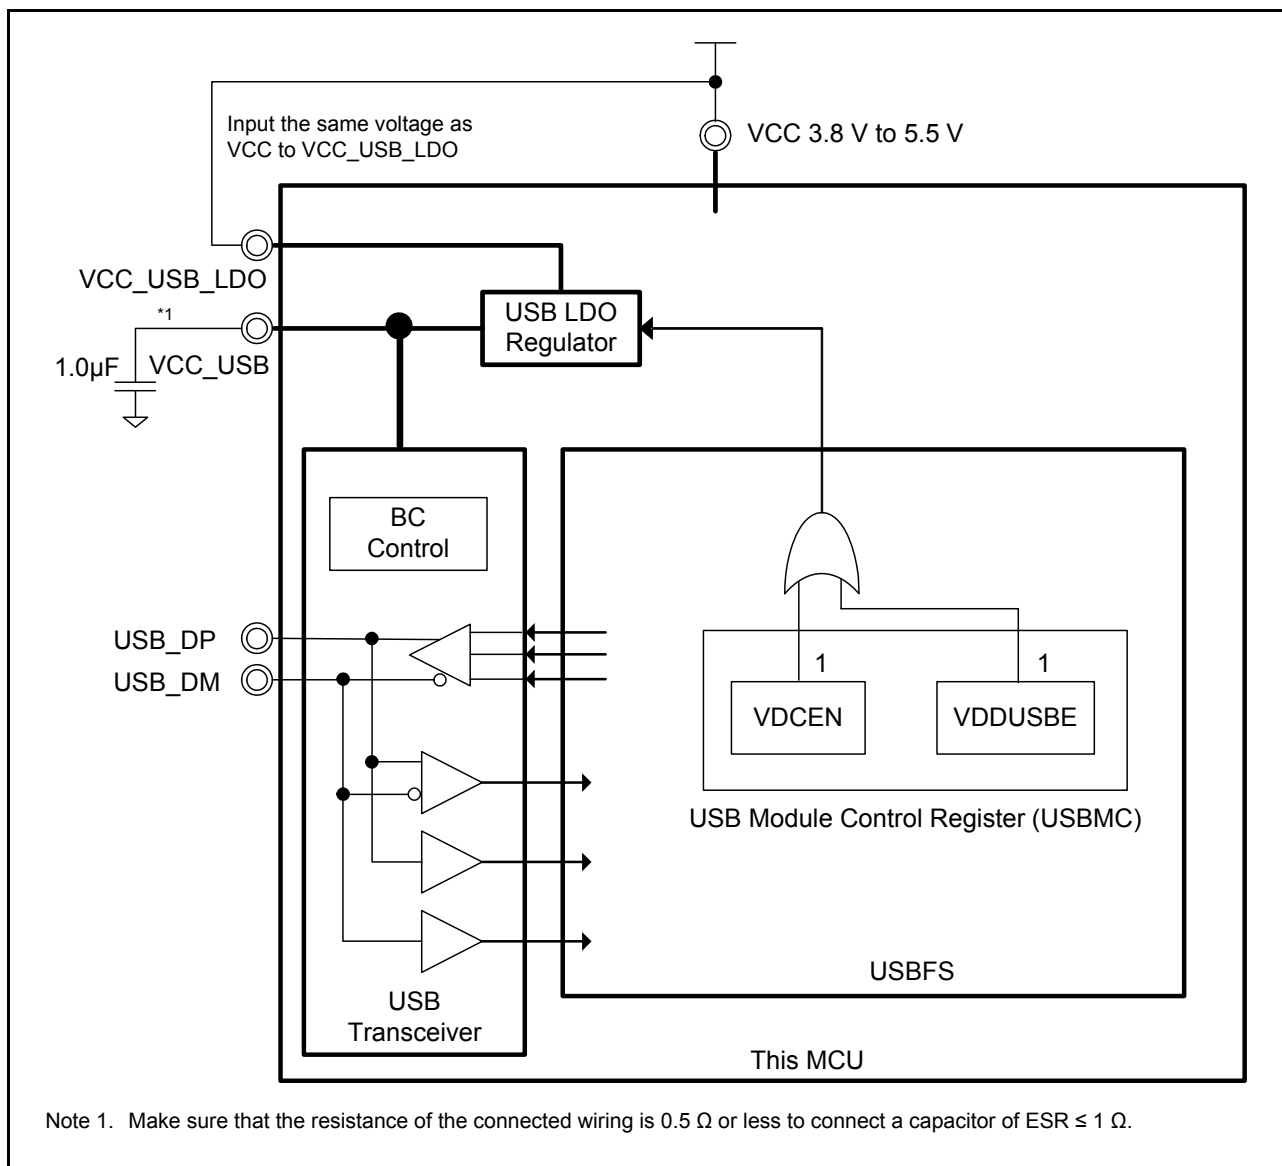 Input the same voltage as
VCC to VCC_USB_LDO
VCC 3.8 V to 5.5 V
VCC_USB_LDO
*1
USB LDO
Regulator
1.0µF
VCC_USB
BC
Control
USB_DP
USB_DM
1
1
VDCEN
VDDUSBE
USB Module Control Register (USBMC)
USBFS
USB
Transceiver
This MCU
Note 1. Make sure that the resistance of the connected wiring is 0.5 Ω or less to connect a capacitor of ESR ≤ 1 Ω.